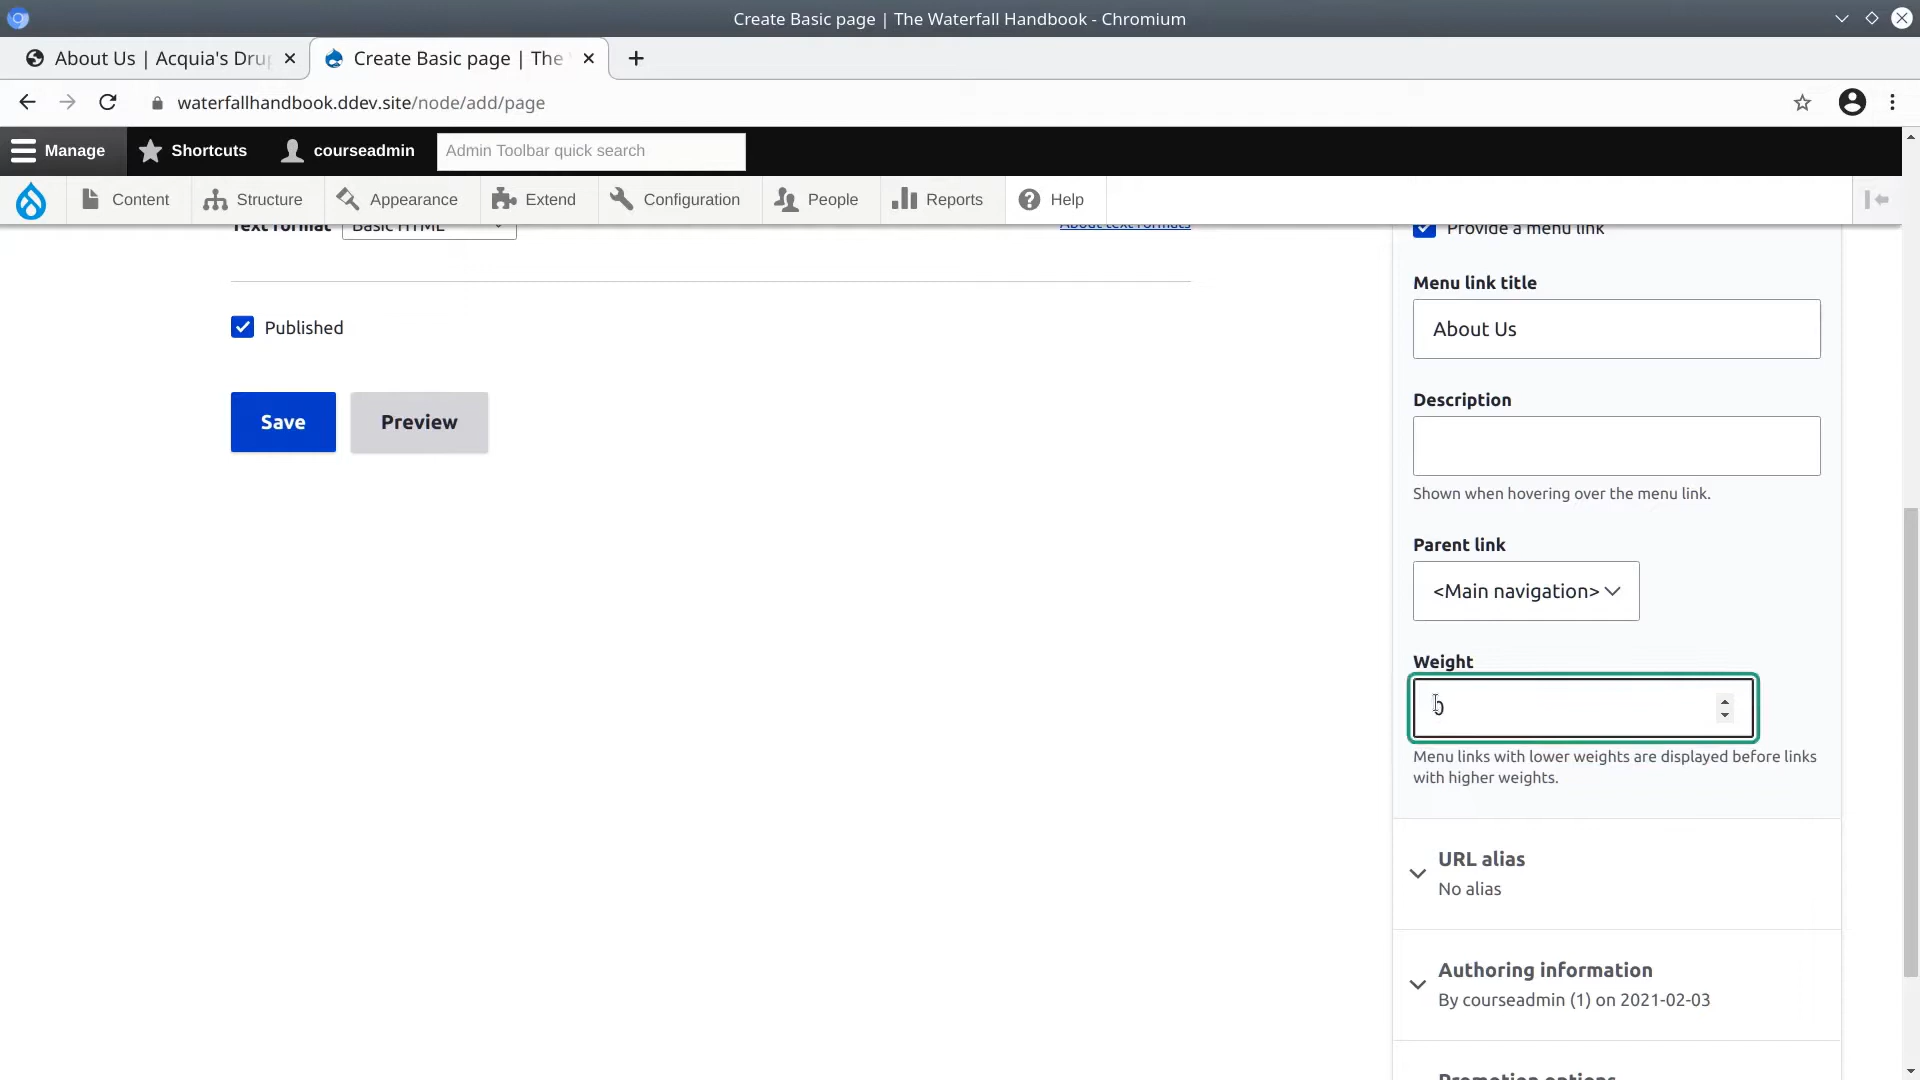 Create Basic page | The Waterfall Handbook - Chromium
About Us | Acquia's Dru
Create Basic page | The
waterfallhandbook.ddev.site/node/add/page
Manage
Shortcuts
courseadmin
Admin Toolbar quick search
Content
Structure
Appearance
Extend
Configuration
People
Reports
Help
Text format
Basic HTML
About text formats
Published
Save
Preview
Provide a menu link
Menu link title
About Us
Description
Shown when hovering over the menu link.
Parent link
<Main navigation>
Weight
0
Menu links with lower weights are displayed before links
with higher weights.
URL alias
No alias
Authoring information
By courseadmin (1) on 2021-02-03
Promotion options